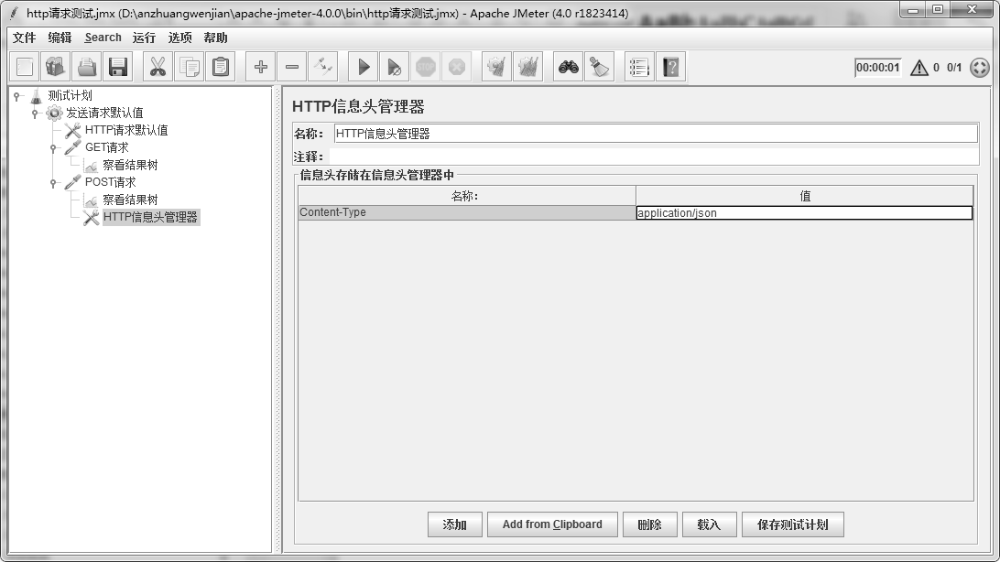 http请求测试.jmx (D:\anzhuangwenjian\apache-jmeter-4.0.0\bin\http请求测试.jmx) - Apache JMeter (4.0 r1823414)
文件 编辑 Search 运行 选项 帮助
STOP
00:00:01 0 0/1
测试计划
发送请求默认值
HTTP请求默认值
GET请求
察看结果树
POST请求
察看结果树
HTTP信息头管理器
HTTP信息头管理器
名称: HTTP信息头管理器
注释:
信息头存储在信息头管理器中
名称: 值
Content-Type application/json
添加 Add from Clipboard 删除 载入 保存测试计划